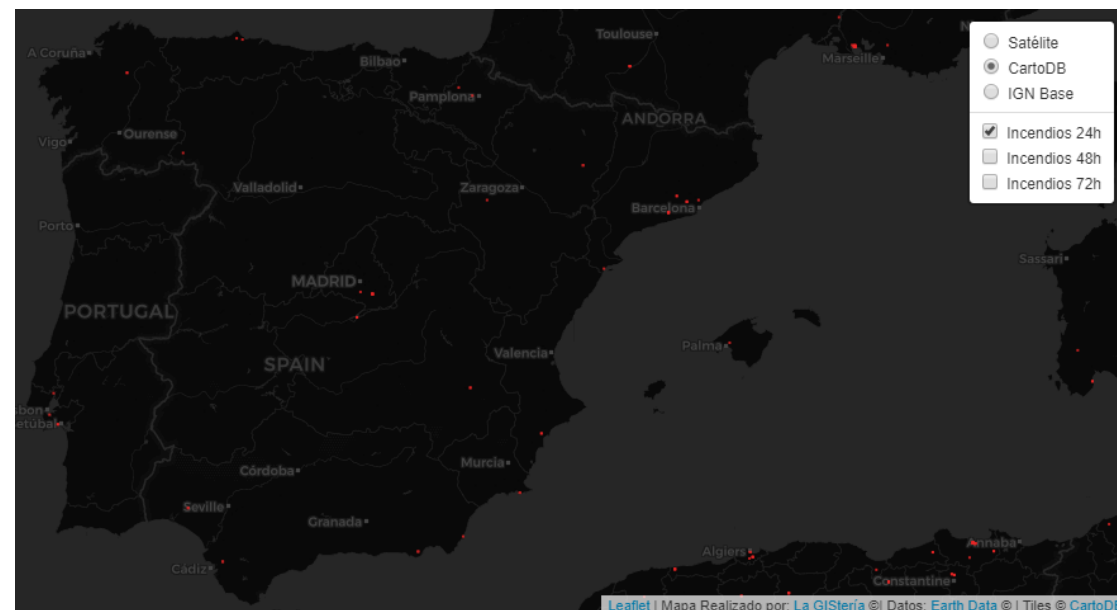 Toulouse
A Coruña
Bilbao
Marseille
Pamplona
ANDORRA
Ourense
Vigo
Valladolid
Zaragoza
Barcelona
Porto
Sassari
MADRID
PORTUGAL
Palma
Valencia
SPAIN
sbon
etúbal
Murcia
Córdoba
Seville
Granada
Algiers
Annaba
Cádiz
Constantine
N
Satélite
CartoDB
IGN Base
Incendios 24h
Incendios 48h
Incendios 72h
Leaflet | Mapa Realizado por: La GIStería ©| Datos: Earth Data © | Tiles © CartoDB